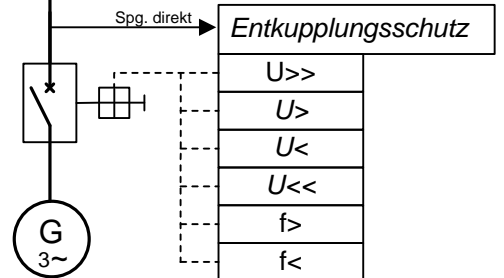 Spg. direkt
Entkupplungsschutz
U>>
U>
U<
U<<
f>
f<
G
3~